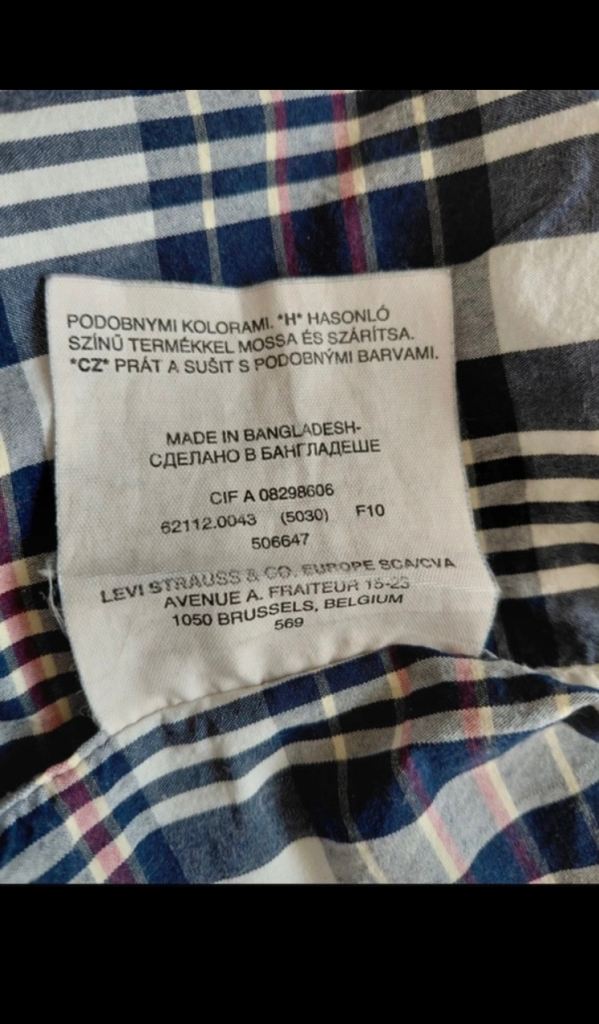 PODOBNYMI KOLORAMI. *H* HASONLÓ
SZÍNŰ TERMÉKKEL MOSSA ÉS SZÁRÍTSA.
*CZ* PRÁT A SUŠIT S PODOBNÝMI BARVAMI.
MADE IN BANGLADESH-
СДЕЛАНО В БАНГЛАДЕШЕ
CIF A 08298606
62112.0043 (5030) F10
506647
LEVI STRAUSS & CO. EUROPE SCA/CVA
AVENUE A. FRAITEUR 15-23
1050 BRUSSELS, BELGIUM
569